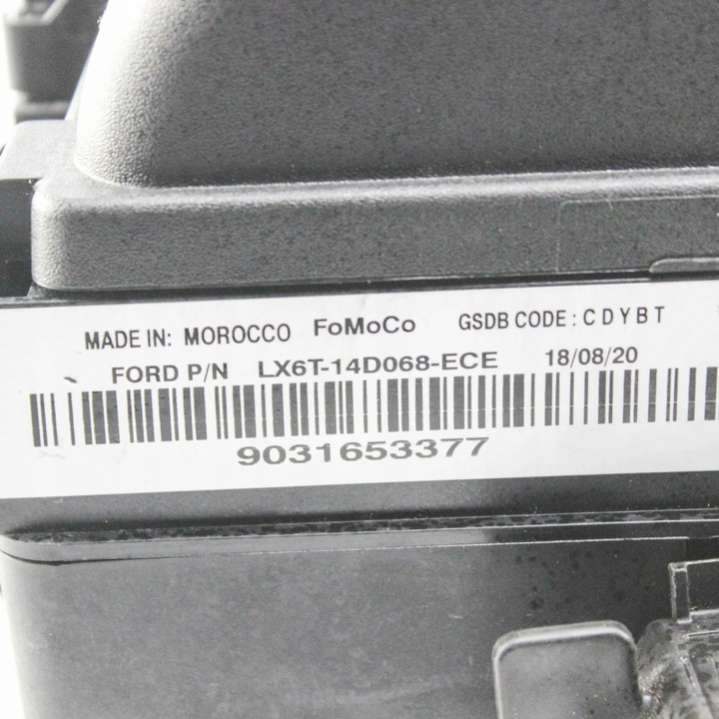 MADE IN: MOROCCO FoMoCo GSDB CODE : C D Y B T
FORD P/N LX6T-14D068-ECE 18/08/20
9031653377